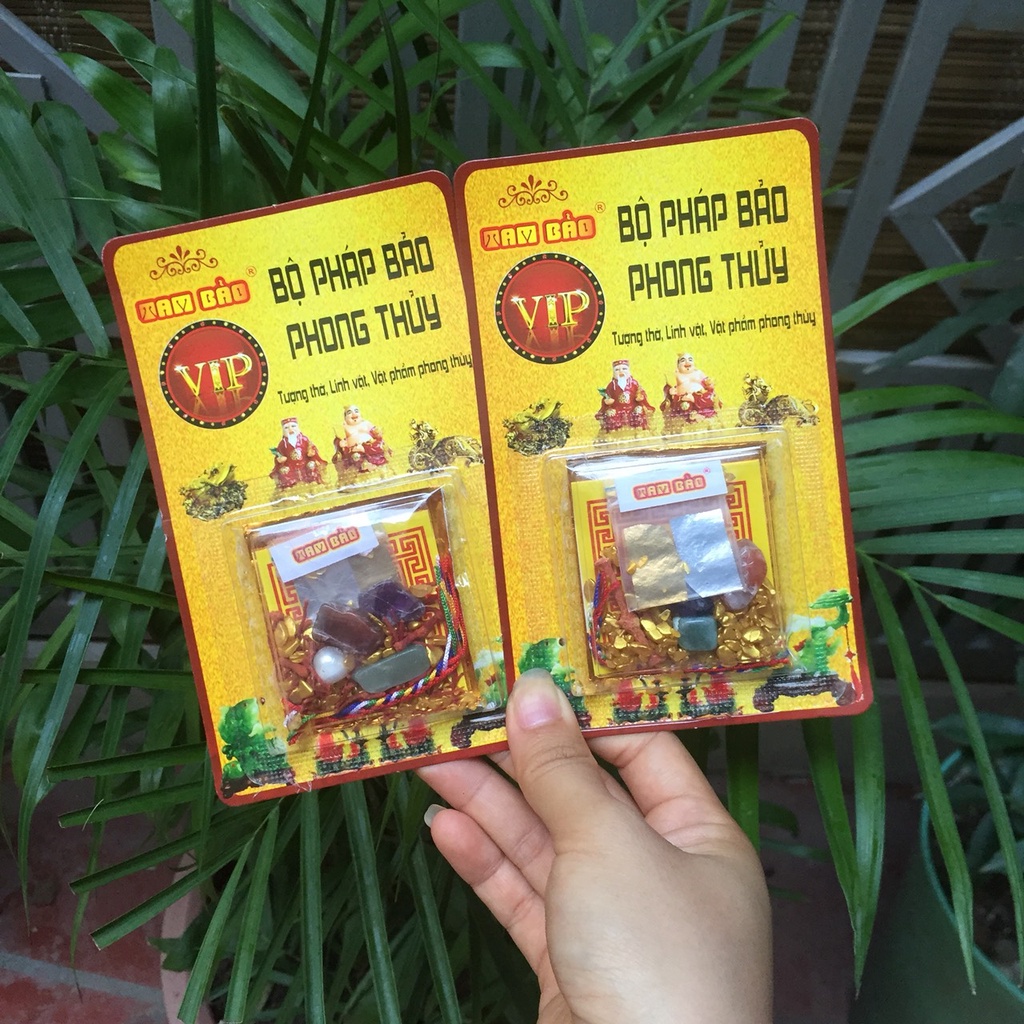 TAM BẢO ®
BỘ PHÁP BẢO
PHONG THỦY
VIP
Tượng thờ, Linh vật, Vật phẩm phong thủy
TAM BẢO
TAM BẢO ®
BỘ PHÁP BẢO
PHONG THỦY
VIP
Tượng thờ, Linh vật, Vật phẩm phong thủy
TAM BẢO